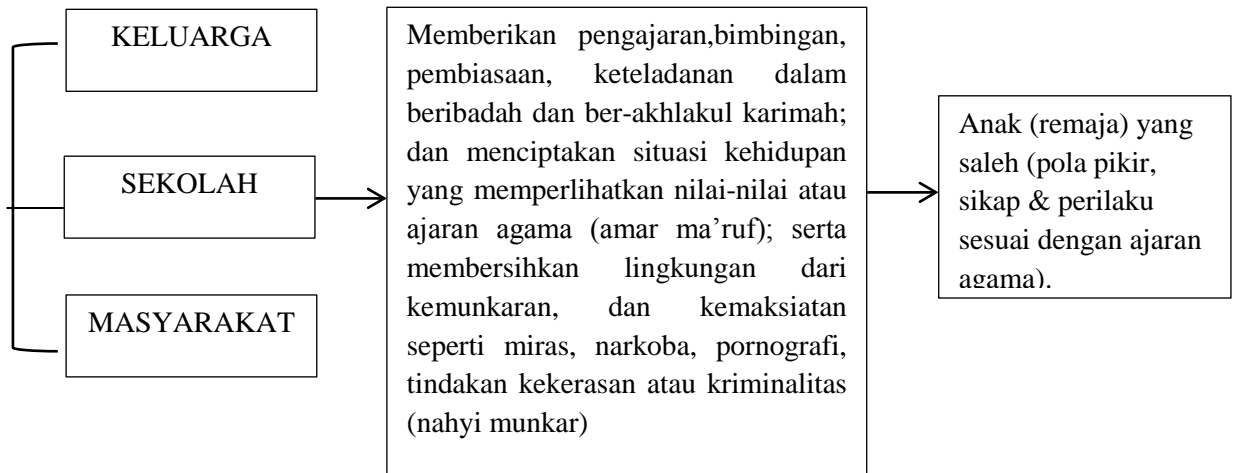 KELUARGA
SEKOLAH
MASYARAKAT
Memberikan pengajaran,bimbingan,
pembiasaan, keteladanan dalam
beribadah dan ber-akhlakul karimah;
dan menciptakan situasi kehidupan
yang memperlihatkan nilai-nilai atau
ajaran agama (amar ma’ruf); serta
membersihkan lingkungan dari
kemunkaran, dan kemaksiatan
seperti miras, narkoba, pornografi,
tindakan kekerasan atau kriminalitas
(nahyi munkar)
Anak (remaja) yang
saleh (pola pikir,
sikap & perilaku
sesuai dengan ajaran
agama).